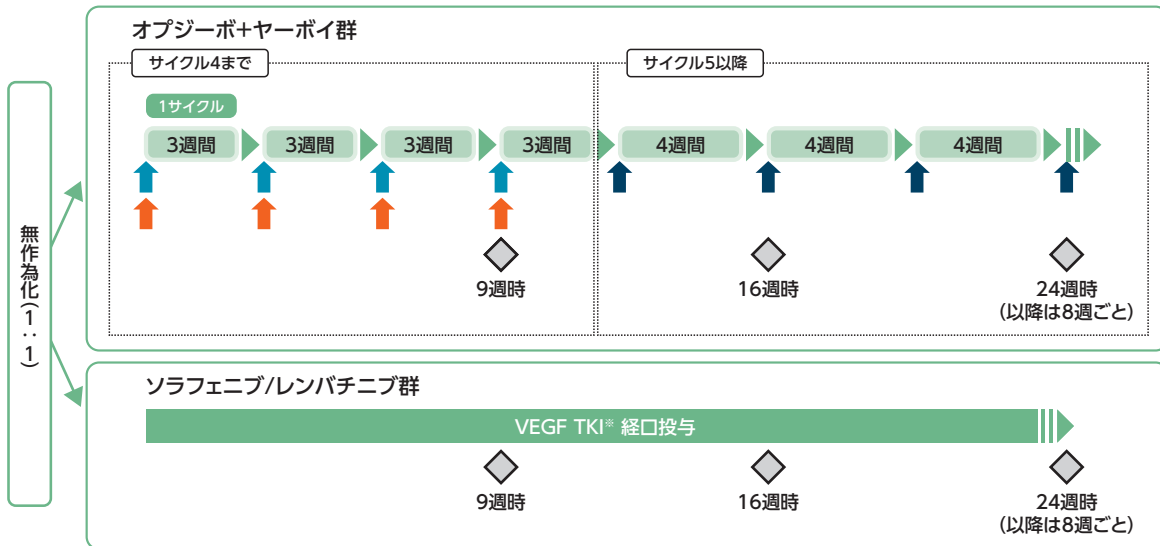 無作為化(1:1)
オプジーボ+ヤーボイ群
サイクル4まで
サイクル5以降
1サイクル
3週間
3週間
3週間
3週間
4週間
4週間
4週間
9週時
16週時
24週時
(以降は8週ごと)
ソラフェニブ/レンバチニブ群
VEGF TKI※ 経口投与
9週時
16週時
24週時
(以降は8週ごと)